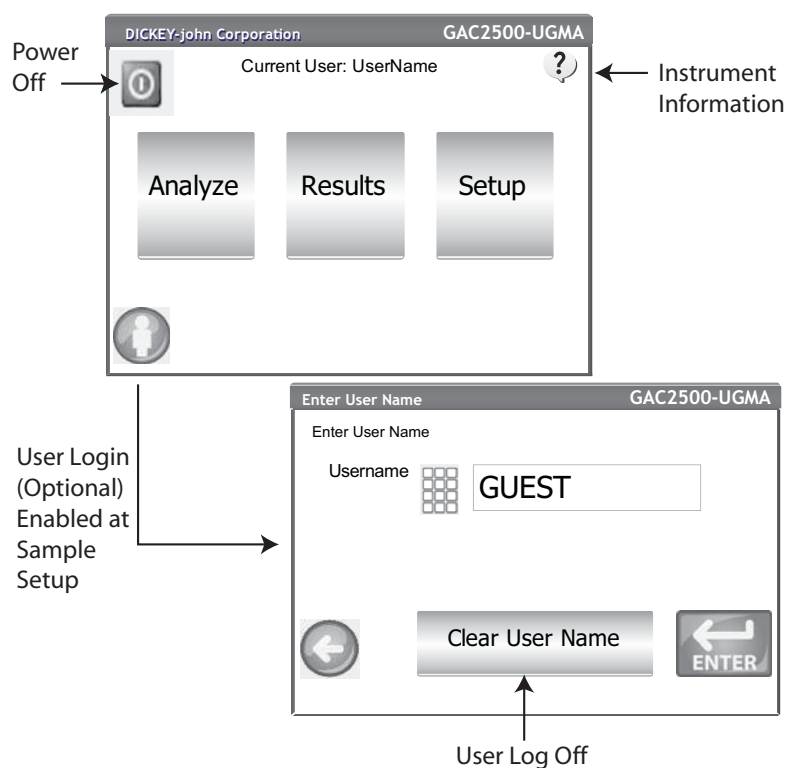 DICKEY-john Corporation GAC2500-UGMA
Power
Off
Current User: UserName
?
Instrument
Information
Analyze Results Setup
Enter User Name GAC2500-UGMA
Enter User Name
Username GUEST
User Login
(Optional)
Enabled at
Sample
Setup
Clear User Name
ENTER
User Log Off